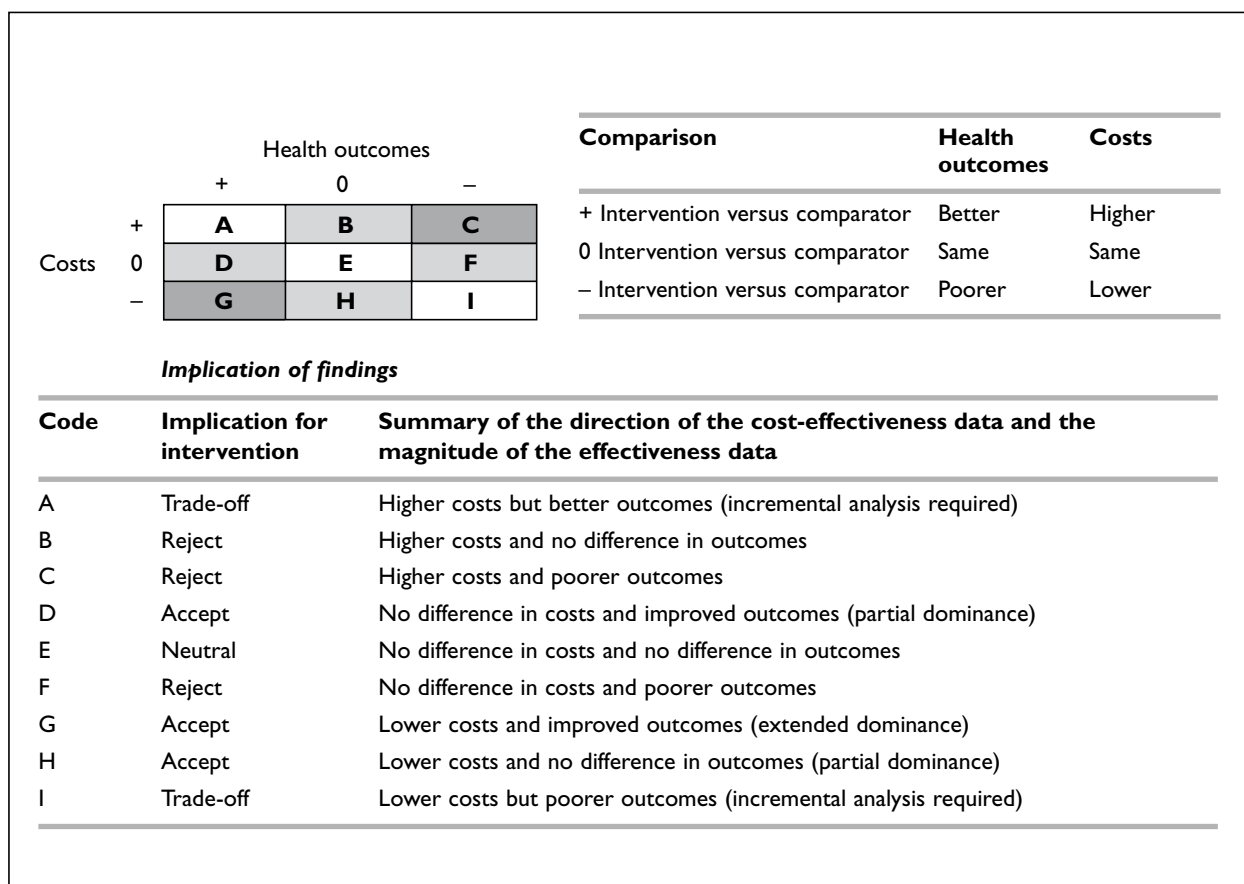 Health outcomes
+ 0 –
+ A B C
Costs 0 D E F
– G H I
Comparison Health outcomes Costs
+ Intervention versus comparator Better Higher
0 Intervention versus comparator Same Same
– Intervention versus comparator Poorer Lower
Implication of findings
Code Implication for intervention Summary of the direction of the cost-effectiveness data and the magnitude of the effectiveness data
A Trade-off Higher costs but better outcomes (incremental analysis required)
B Reject Higher costs and no difference in outcomes
C Reject Higher costs and poorer outcomes
D Accept No difference in costs and improved outcomes (partial dominance)
E Neutral No difference in costs and no difference in outcomes
F Reject No difference in costs and poorer outcomes
G Accept Lower costs and improved outcomes (extended dominance)
H Accept Lower costs and no difference in outcomes (partial dominance)
I Trade-off Lower costs but poorer outcomes (incremental analysis required)